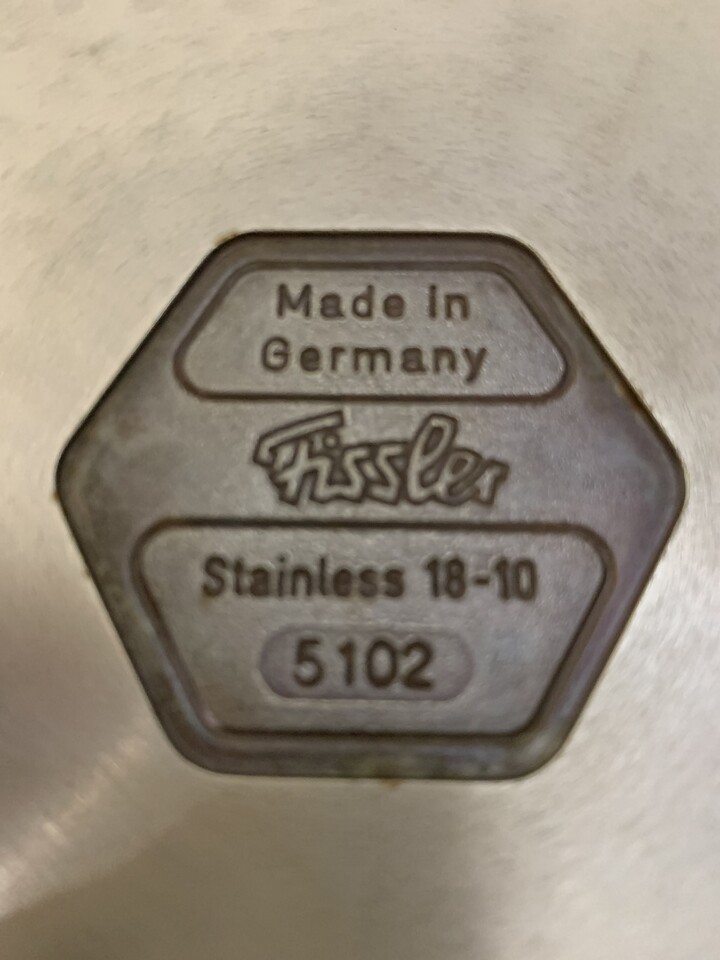 Made in
Germany
Fissler
Stainless 18-10
5102